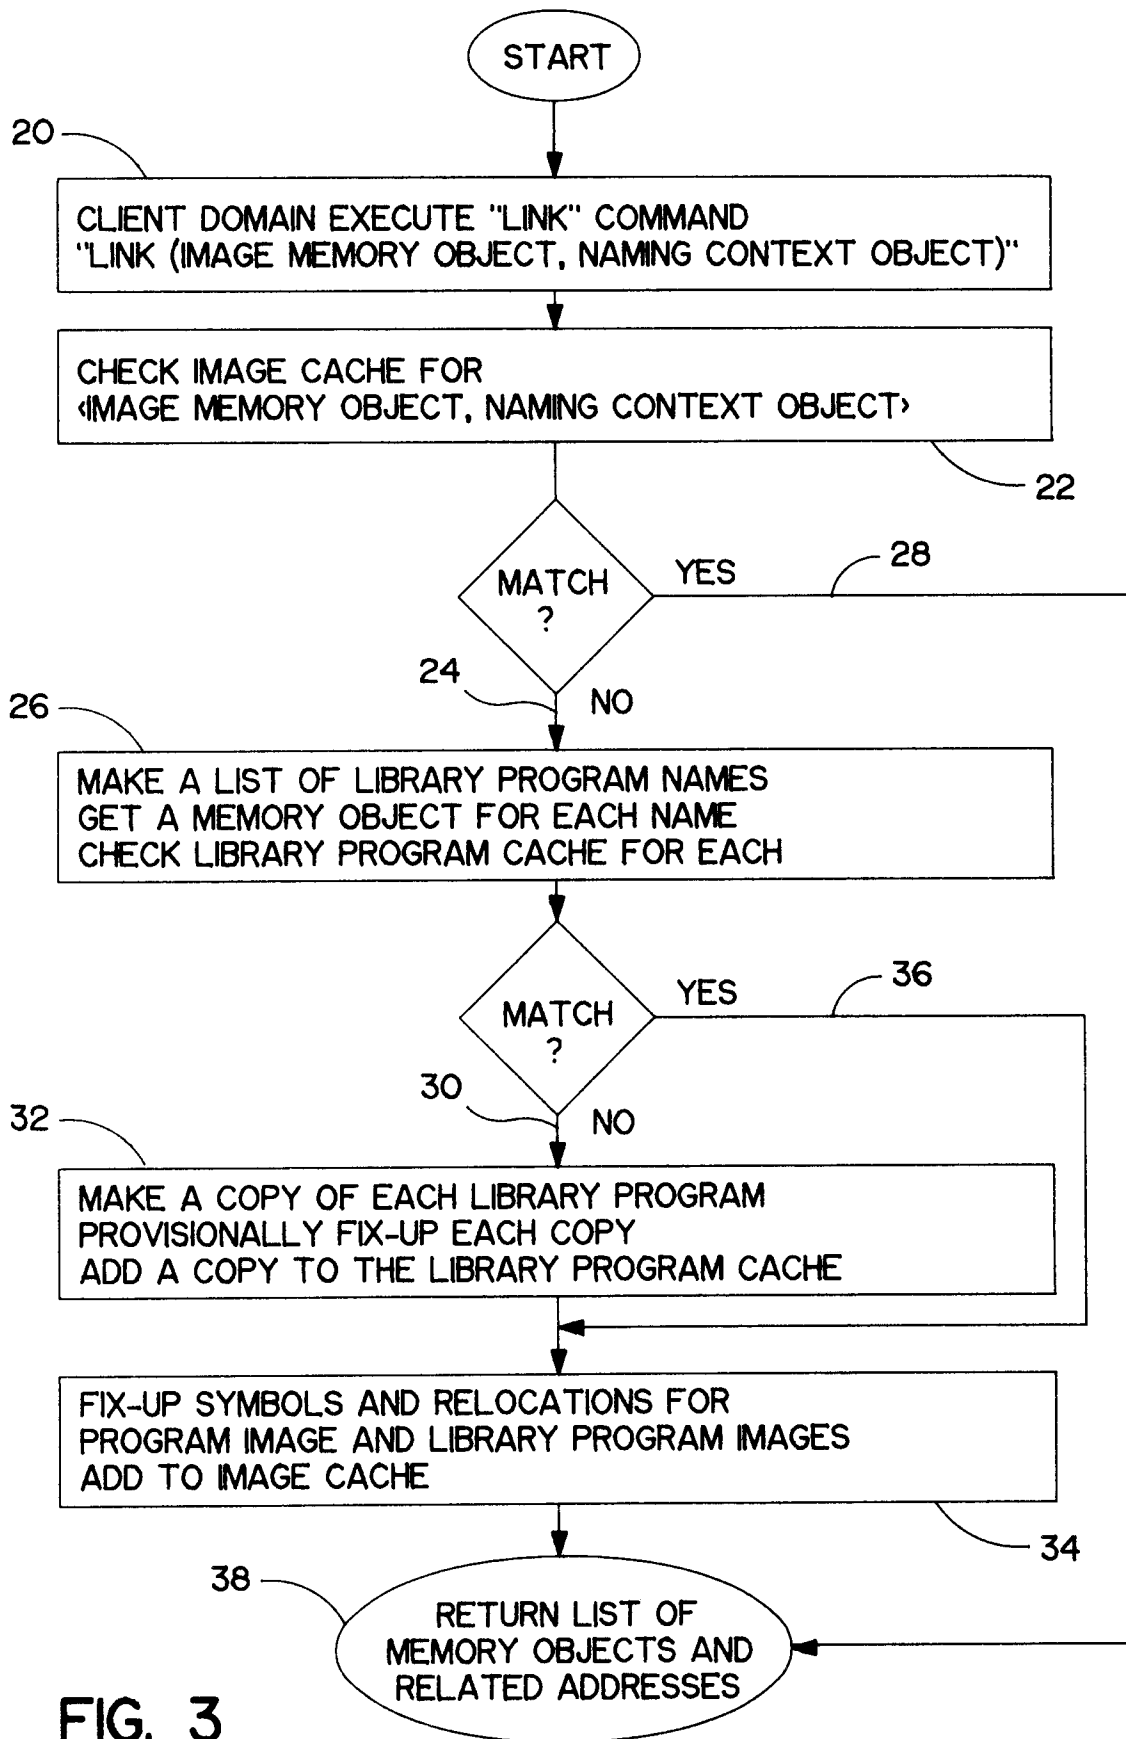 START
20
CLIENT DOMAIN EXECUTE "LINK" COMMAND
"LINK (IMAGE MEMORY OBJECT, NAMING CONTEXT OBJECT)"
CHECK IMAGE CACHE FOR
<IMAGE MEMORY OBJECT, NAMING CONTEXT OBJECT>
22
MATCH
?
YES
28
24
NO
26
MAKE A LIST OF LIBRARY PROGRAM NAMES
GET A MEMORY OBJECT FOR EACH NAME
CHECK LIBRARY PROGRAM CACHE FOR EACH
MATCH
?
YES
36
30
NO
32
MAKE A COPY OF EACH LIBRARY PROGRAM
PROVISIONALLY FIX-UP EACH COPY
ADD A COPY TO THE LIBRARY PROGRAM CACHE
FIX-UP SYMBOLS AND RELOCATIONS FOR
PROGRAM IMAGE AND LIBRARY PROGRAM IMAGES
ADD TO IMAGE CACHE
34
38
RETURN LIST OF
MEMORY OBJECTS AND
RELATED ADDRESSES
FIG. 3